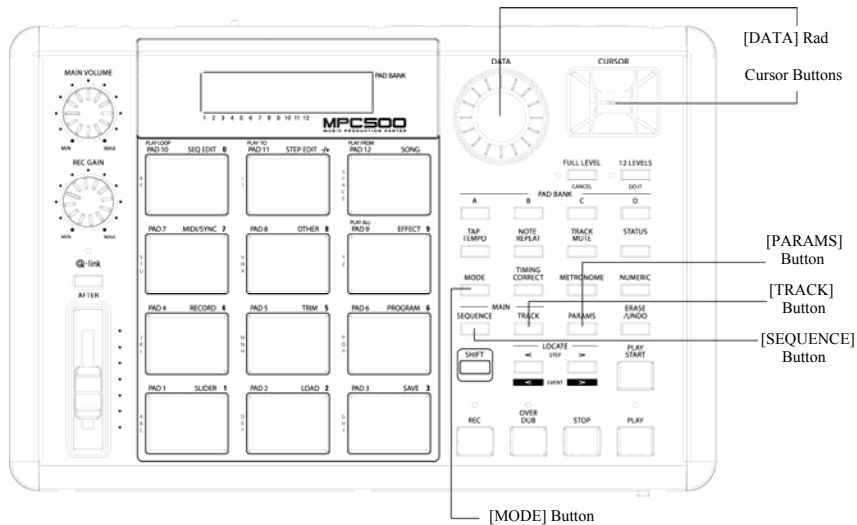 [DATA] Rad
Cursor Buttons
DATA
CURSOR
MAIN VOLUME
MIN MAX
REC GAIN
MIN MAX
Q-link
AFTER
PAD BANK
1 2 3 4 5 6 7 8 9 10 11 12
MPC500
MUSIC PRODUCTION CENTER
PLAY LOOP
PAD 10 SEQ EDIT 0
PLAY TO
PAD 11 STEP EDIT -/+
PLAY FROM
PAD 12 SONG
S P A C E
PAD 7 MIDI/SYNC 7
S T U
PAD 8 OTHER 8
V W X
PLAY ALL
PAD 9 EFFECT 9
Y Z
PAD 4 RECORD 4
J K L
PAD 5 TRIM 5
M N O
PAD 6 PROGRAM 6
P Q R
PAD 1 SLIDER 1
A B C
PAD 2 LOAD 2
D E F
PAD 3 SAVE 3
G H I
FULL LEVEL
CANCEL
12 LEVELS
DO IT
PAD BANK
A B C D
TAP
TEMPO
NOTE
REPEAT
TRACK
MUTE
STATUS
MODE
TIMING
CORRECT
METRONOME
NUMERIC
MAIN
SEQUENCE
TRACK
PARAMS
ERASE
/UNDO
SHIFT
LOCATE
< STEP >
< EVENT >
PLAY
START
REC
OVER
DUB
STOP
PLAY
[PARAMS]
Button
[TRACK]
Button
[SEQUENCE]
Button
[MODE] Button